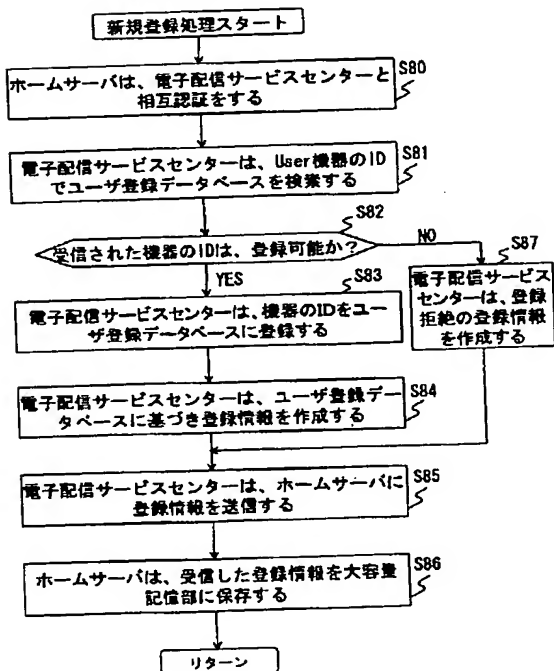 新規登録処理スタート
ホームサーバは、電子配信サービスセンターと
相互認証をする
S80
電子配信サービスセンターは、User機器のID
でユーザ登録データベースを検索する
S81
受信された機器のIDは、登録可能か?
S82
NO
YES
S83
電子配信サービスセンターは、機器のIDをユー
ザ登録データベースに登録する
S87
電子配信サービス
センターは、登録
拒絶の登録情報
を作成する
電子配信サービスセンターは、ユーザ登録デー
タベースに基づき登録情報を作成する
S84
電子配信サービスセンターは、ホームサーバに
登録情報を送信する
S85
ホームサーバは、受信した登録情報を大容量
記憶部に保存する
S86
リターン